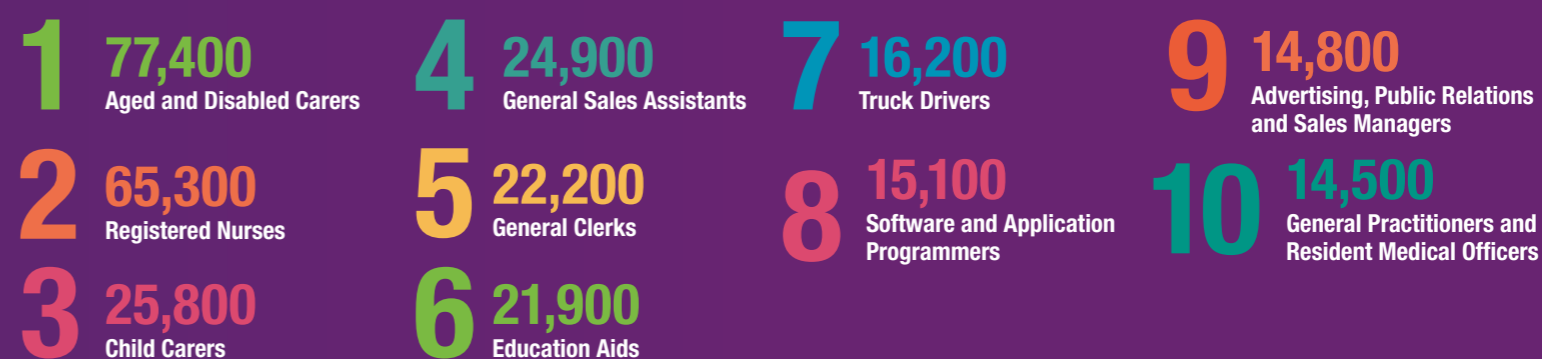 1
77,400
Aged and Disabled Carers
2
65,300
Registered Nurses
3
25,800
Child Carers
4
24,900
General Sales Assistants
5
22,200
General Clerks
6
21,900
Education Aids
7
16,200
Truck Drivers
8
15,100
Software and Application
Programmers
9
14,800
Advertising, Public Relations
and Sales Managers
10
14,500
General Practitioners and
Resident Medical Officers